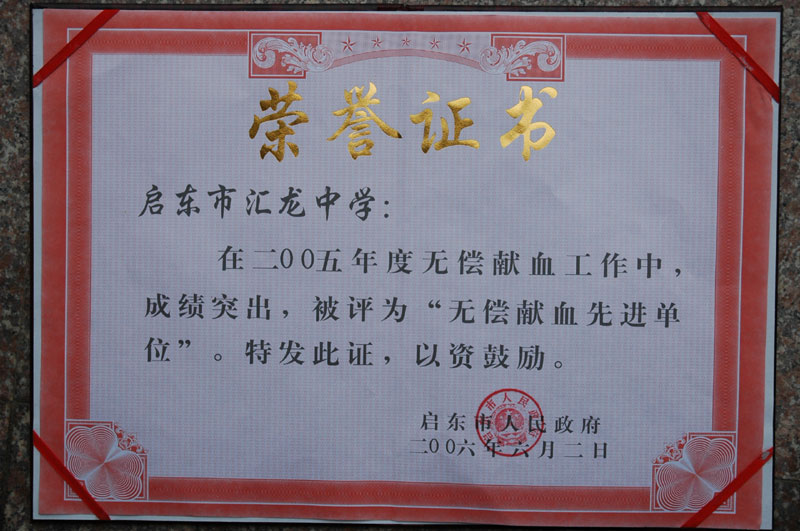 荣誉证书
启东市汇龙中学：
在二00五年度无偿献血工作中，
成绩突出，被评为“无偿献血先进单
位”。特发此证，以资鼓励。
启东市人民政府
二00六年六月二日